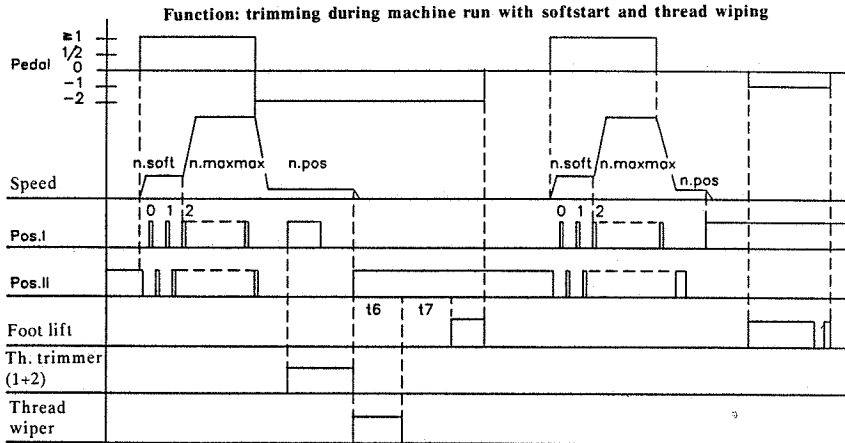 Function: trimming during machine run with softstart and thread wiping
≥1
1/2
Pedal 0
-1
-2
n.soft n.maxmax n.pos n.soft n.maxmax n.pos
Speed
0 1 2 0 1 2
Pos.I
Pos.II
t6 t7
Foot lift
Th. trimmer
(1+2)
Thread
wiper